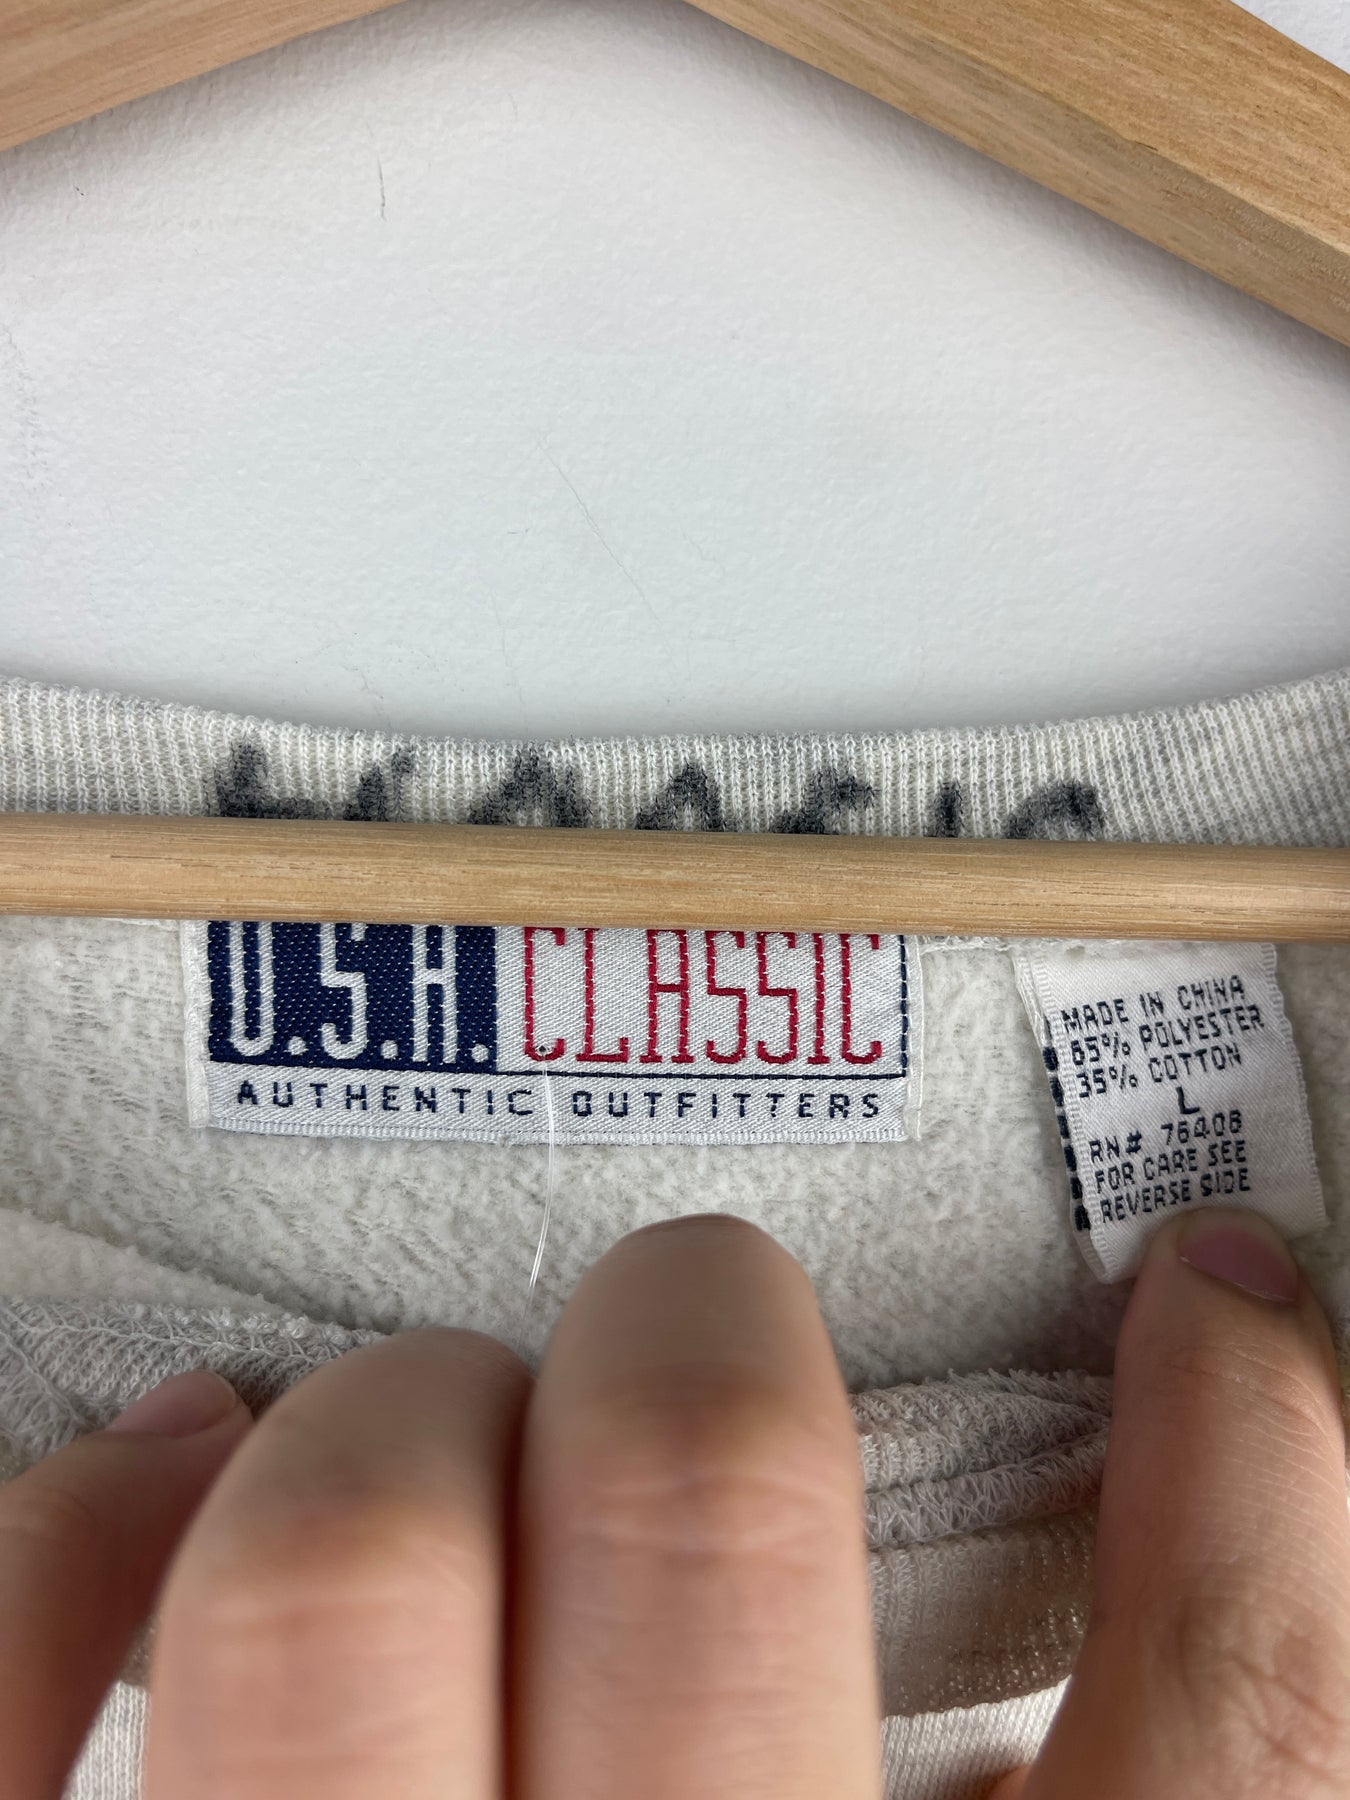 U.S.A. CLASSIC
AUTHENTIC OUTFITTERS
MADE IN CHINA
65% POLYESTER
35% COTTON
L
RN# 76408
FOR CARE SEE
REVERSE SIDE